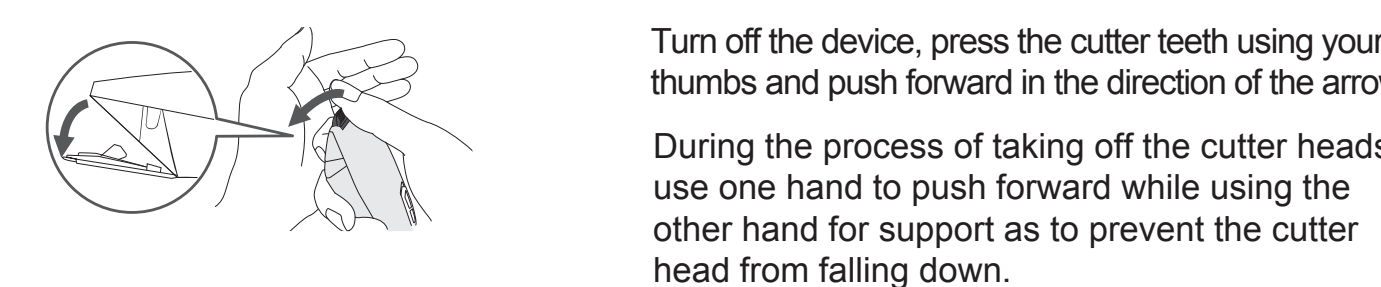 Turn off the device, press the cutter teeth using your
thumbs and push forward in the direction of the arrow
During the process of taking off the cutter heads
use one hand to push forward while using the
other hand for support as to prevent the cutter
head from falling down.